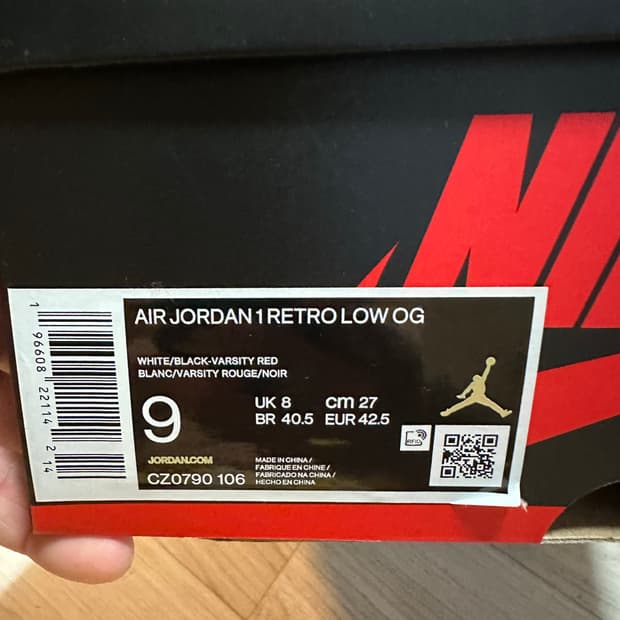 NI
AIR JORDAN 1 RETRO LOW OG
WHITE/BLACK-VARSITY RED
BLANC/VARSITY ROUGE/NOIR
9
UK 8
CM 27
BR 40.5
EUR 42.5
RFID
JORDAN.COM
CZ0790 106
MADE IN CHINA /
FABRIQUE EN CHINE /
FABRICADO NA CHINA /
HECHO EN CHINA
1 96608 22114 2 14